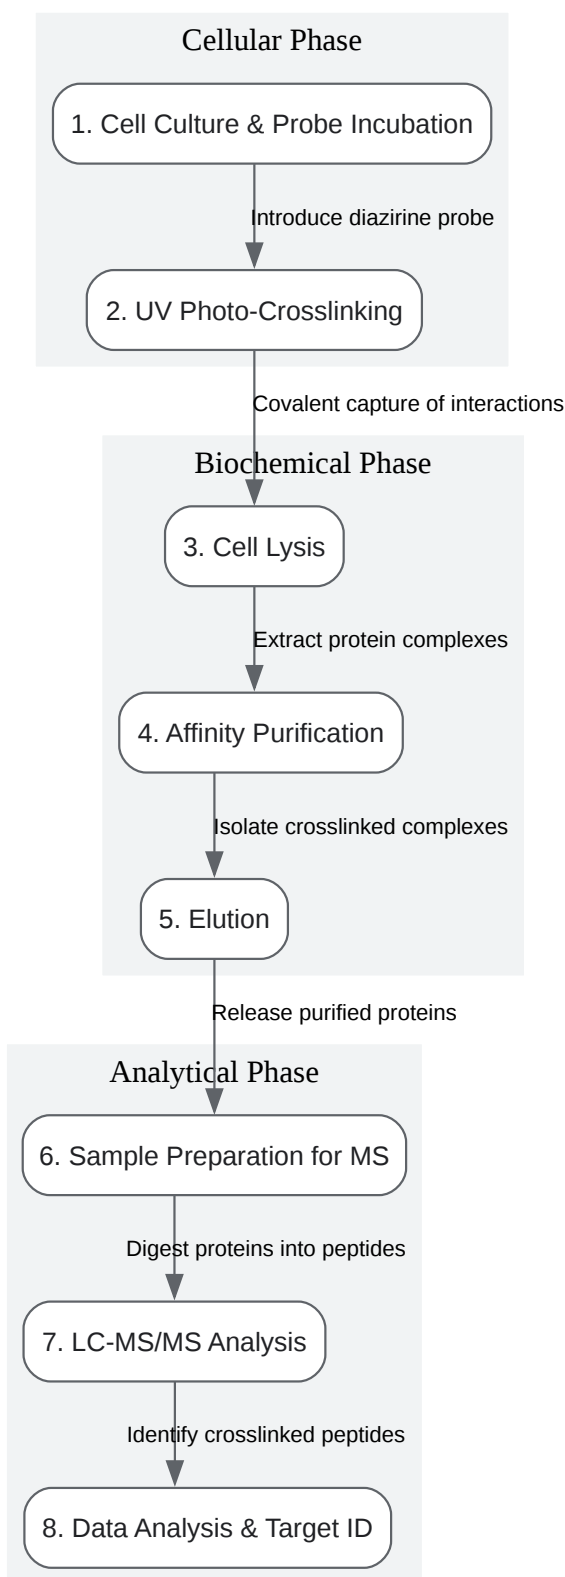 Cellular Phase
1. Cell Culture & Probe Incubation
Introduce diazirine probe
2. UV Photo-Crosslinking
Covalent capture of interactions
Biochemical Phase
3. Cell Lysis
Extract protein complexes
4. Affinity Purification
Isolate crosslinked complexes
5. Elution
Release purified proteins
Analytical Phase
6. Sample Preparation for MS
Digest proteins into peptides
7. LC-MS/MS Analysis
Identify crosslinked peptides
8. Data Analysis & Target ID